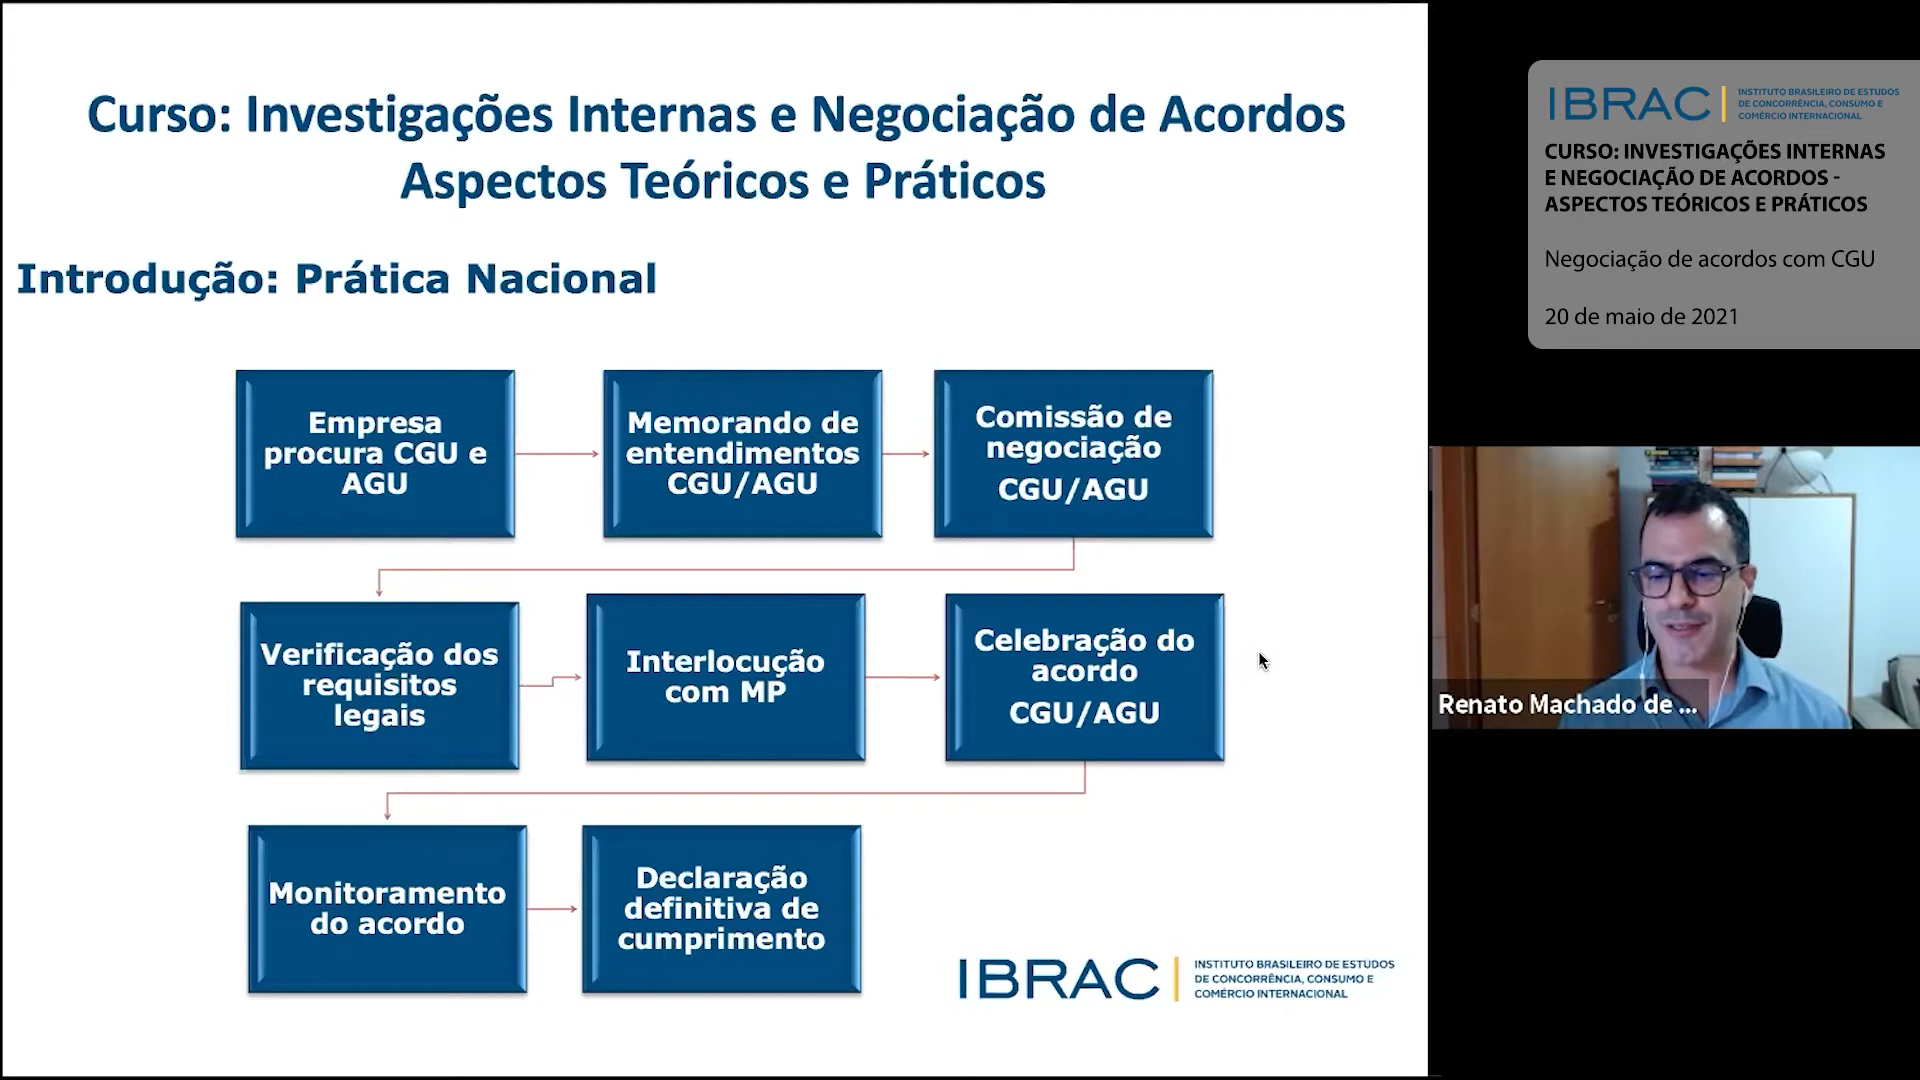 Curso: Investigações Internas e Negociação de Acordos
Aspectos Teóricos e Práticos
Introdução: Prática Nacional
Empresa
procura CGU e
AGU
Memorando de
entendimentos
CGU/AGU
Comissão de
negociação
CGU/AGU
Verificação dos
requisitos
legais
Interlocução
com MP
Celebração do
acordo
CGU/AGU
Monitoramento
do acordo
Declaração
definitiva de
cumprimento
IBRAC
INSTITUTO BRASILEIRO DE ESTUDOS
DE CONCORRÊNCIA, CONSUMO E
COMÉRCIO INTERNACIONAL
IBRAC
INSTITUTO BRASILEIRO DE ESTUDOS
DE CONCORRÊNCIA, CONSUMO E
COMÉRCIO INTERNACIONAL
CURSO: INVESTIGAÇÕES INTERNAS
E NEGOCIAÇÃO DE ACORDOS -
ASPECTOS TEÓRICOS E PRÁTICOS
Negociação de acordos com CGU
20 de maio de 2021
Renato Machado de ...